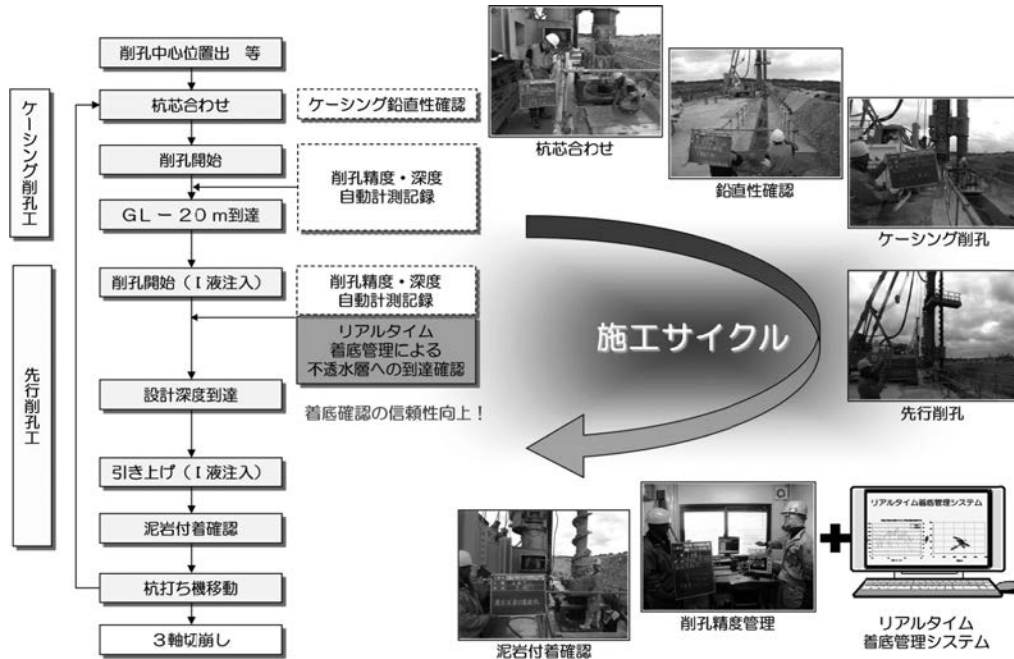 削孔中心位置出 等
ケーシング削孔工
杭芯合わせ
ケーシング鉛直性確認
削孔開始
削孔精度・深度
自動計測記録
GL-20m到達
先行削孔工
削孔開始(I液注入)
削孔精度・深度
自動計測記録
リアルタイム
着底管理による
不透水層への到達確認
設計深度到達
着底確認の信頼性向上!
引き上げ(I液注入)
泥岩付着確認
杭打ち機移動
3軸切崩し
杭芯合わせ
鉛直性確認
ケーシング削孔
施工サイクル
先行削孔
泥岩付着確認
削孔精度管理
リアルタイム着底管理システム
リアルタイム
着底管理システム